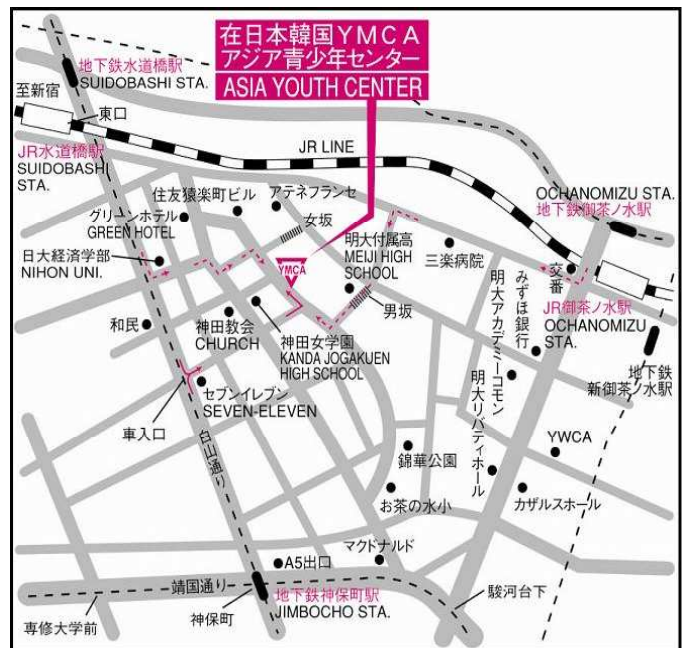 在日本韓国YMCA
アジア青少年センター
ASIA YOUTH CENTER
地下鉄水道橋駅
SUIDOBASHI STA.
至新宿
東口
JR LINE
JR水道橋駅
SUIDOBASHI
STA.
OCHANOMIZU STA.
地下鉄御茶ノ水駅
住友猿楽町ビル
アテネフランセ
グリーンホテル
GREEN HOTEL
女坂
明大付属高
MEIJI HIGH
SCHOOL
三楽病院
交番
日大経済学部
NIHON UNI.
YMCA
男坂
みずほ銀行
JR御茶ノ水駅
OCHANOMIZU
STA.
明大アカデミーコモン
和民
神田教会
CHURCH
神田女学園
KANDA JOGAKUEN
HIGH SCHOOL
地下鉄
新御茶ノ水駅
セブンイレブン
SEVEN-ELEVEN
車入口
明大リバティホール
白山通り
錦華公園
YWCA
お茶の水小
カザルスホール
マクドナルド
A5出口
靖国通り
地下鉄神保町駅
JIMBOCHO STA.
神保町
駿河台下
専修大学前